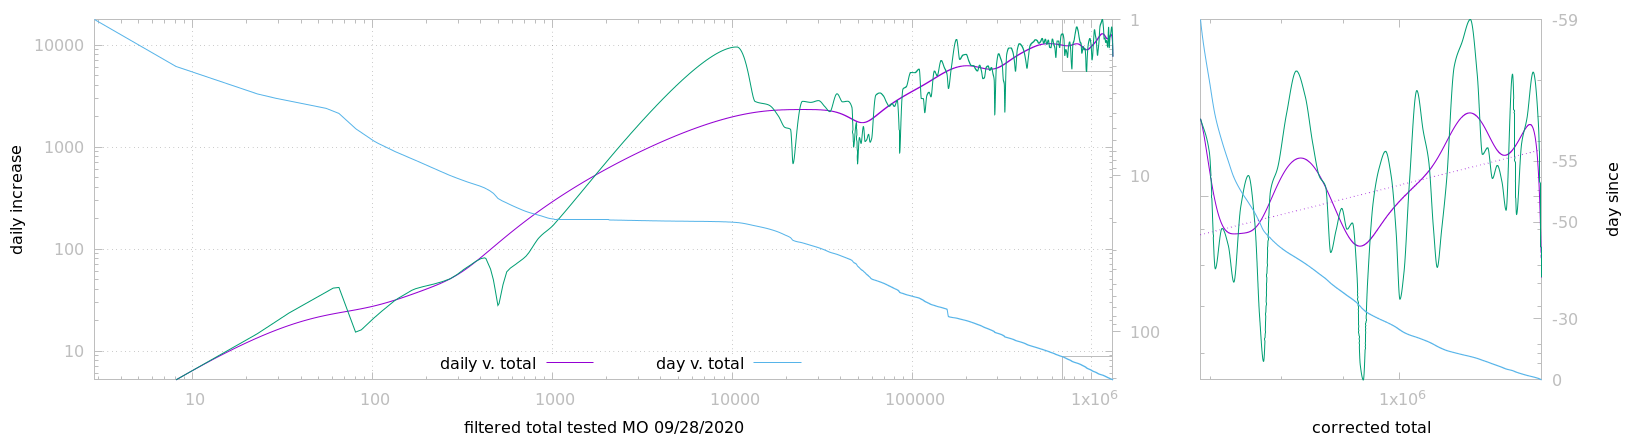 10000
1000
100
10
daily increase
10
100
1000
10000
100000
1x10^6
filtered total tested MO 09/28/2020
daily v. total
day v. total
1
10
100
1x10^6
corrected total
-59
-55
-50
-30
0
day since